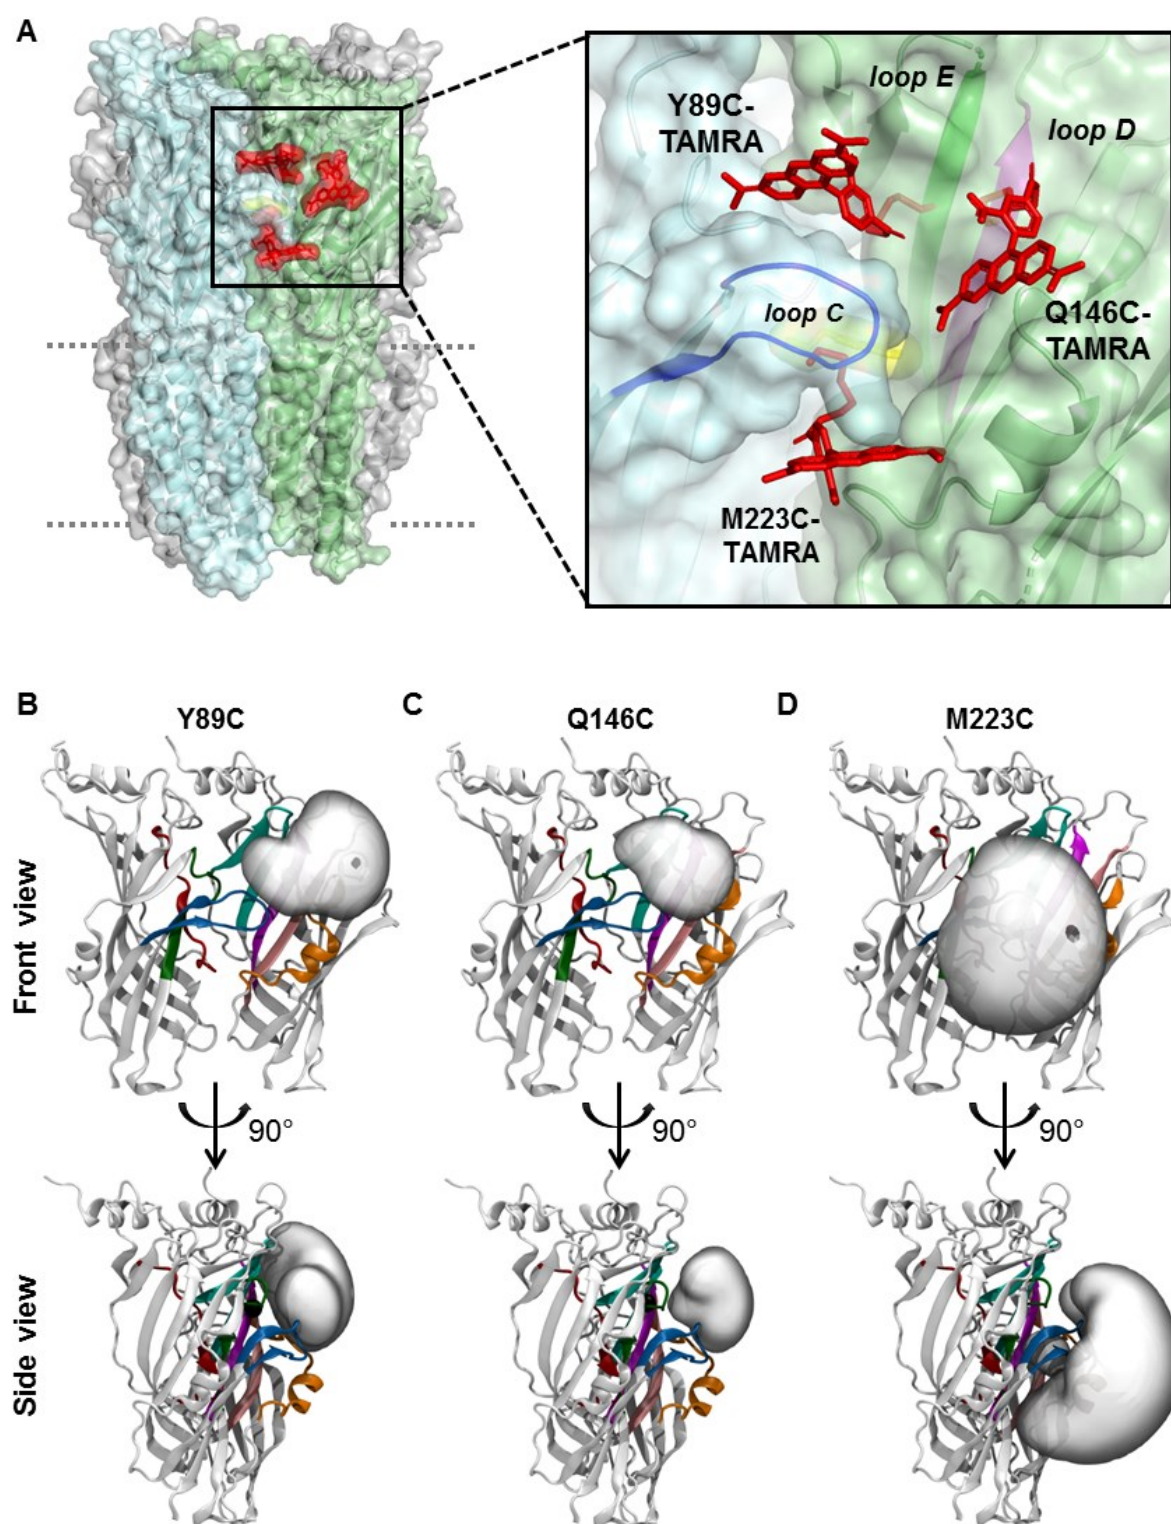 A
loop E
Y89C-
TAMRA
loop D
loop C
Q146C-
TAMRA
M223C-
TAMRA
B
Y89C
C
Q146C
D
M223C
Front view
90°
90°
90°
Side view